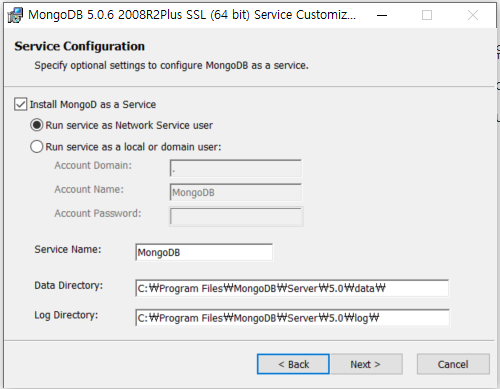 MongoDB 5.0.6 2008R2Plus SSL (64 bit) Service Customiz...
Service Configuration
Specify optional settings to configure MongoDB as a service.
Install MongoD as a Service
Run service as Network Service user
Run service as a local or domain user:
Account Domain: .
Account Name: MongoDB
Account Password:
Service Name: MongoDB
Data Directory: C:₩Program Files₩MongoDB₩Server₩5.0₩data₩
Log Directory: C:₩Program Files₩MongoDB₩Server₩5.0₩log₩
< Back Next > Cancel